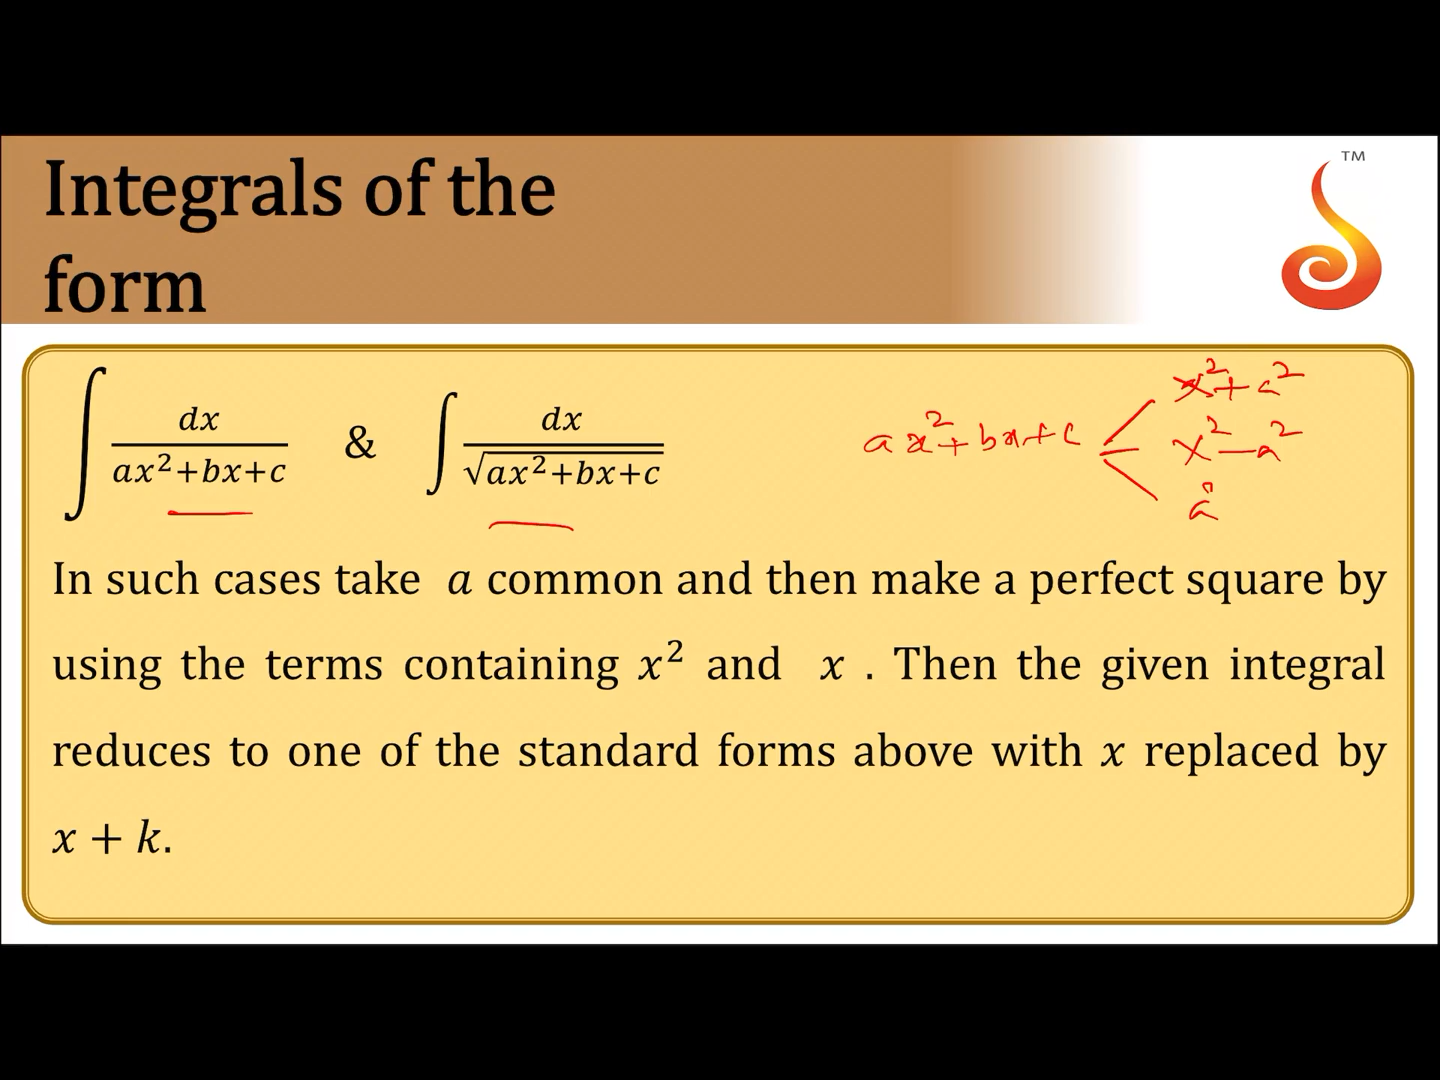 Integrals of the
form
TM
∫ dx/(ax²+bx+c) & ∫ dx/√(ax²+bx+c)
ax²+bx+c
x²+a²
x²-a²
a
In such cases take a common and then make a perfect square by
using the terms containing x² and x . Then the given integral
reduces to one of the standard forms above with x replaced by
x + k.